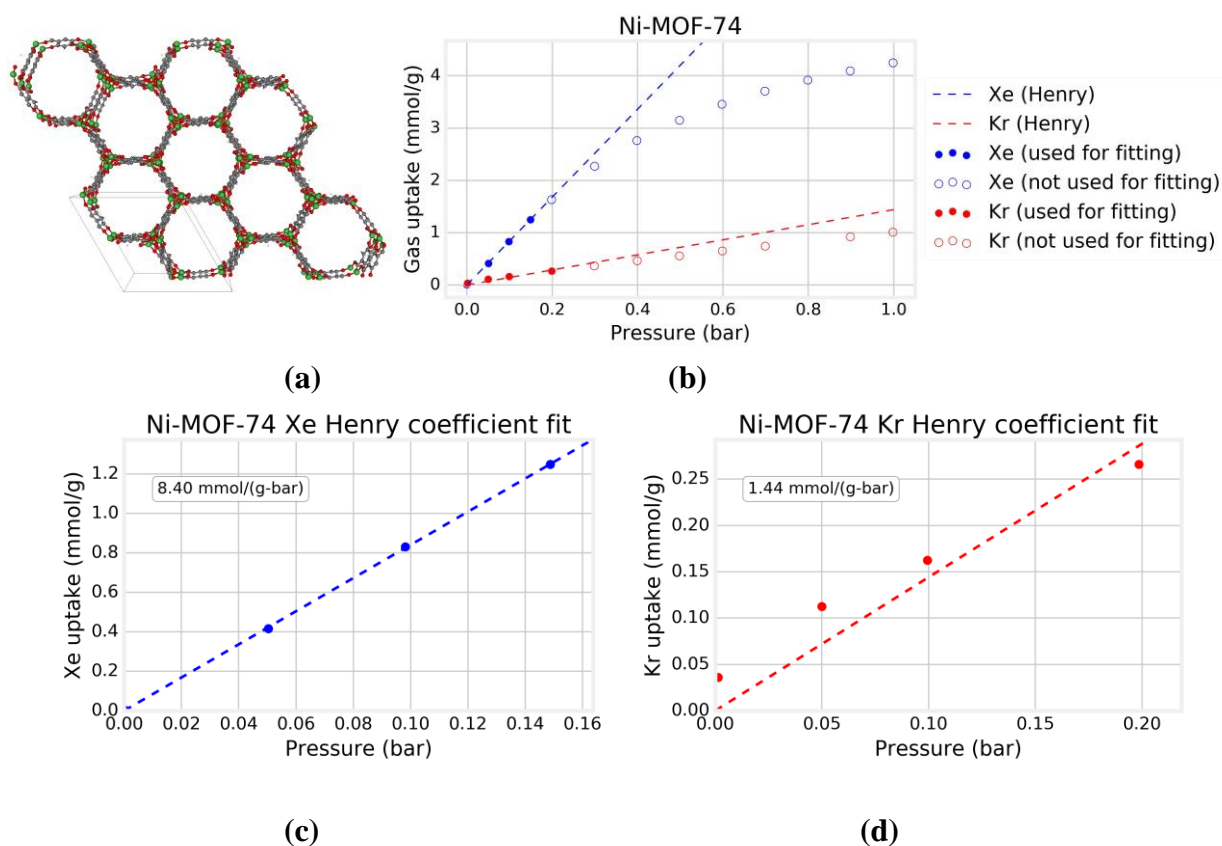 Ni-MOF-74
Gas uptake (mmol/g)
4
3
2
1
0
0.0 0.2 0.4 0.6 0.8 1.0
Pressure (bar)
Xe (Henry)
Kr (Henry)
Xe (used for fitting)
Xe (not used for fitting)
Kr (used for fitting)
Kr (not used for fitting)
(a)
(b)
Ni-MOF-74 Xe Henry coefficient fit
Xe uptake (mmol/g)
1.2
1.0
0.8
0.6
0.4
0.2
0.0
8.40 mmol/(g-bar)
0.00 0.02 0.04 0.06 0.08 0.10 0.12 0.14 0.16
Pressure (bar)
Ni-MOF-74 Kr Henry coefficient fit
Kr uptake (mmol/g)
0.25
0.20
0.15
0.10
0.05
0.00
1.44 mmol/(g-bar)
0.00 0.05 0.10 0.15 0.20
Pressure (bar)
(c)
(d)